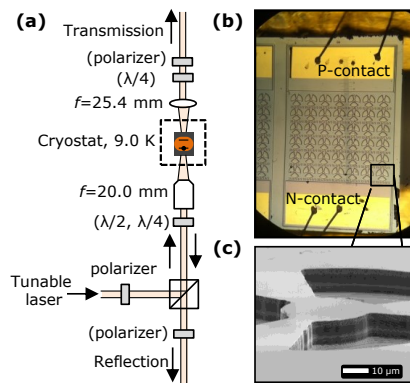 (a)
Transmission
(polarizer)
(λ/4)
f=25.4 mm
Cryostat, 9.0 K
f=20.0 mm
(λ/2, λ/4)
polarizer
Tunable
laser
(polarizer)
Reflection
(b)
P-contact
N-contact
(c)
10 μm